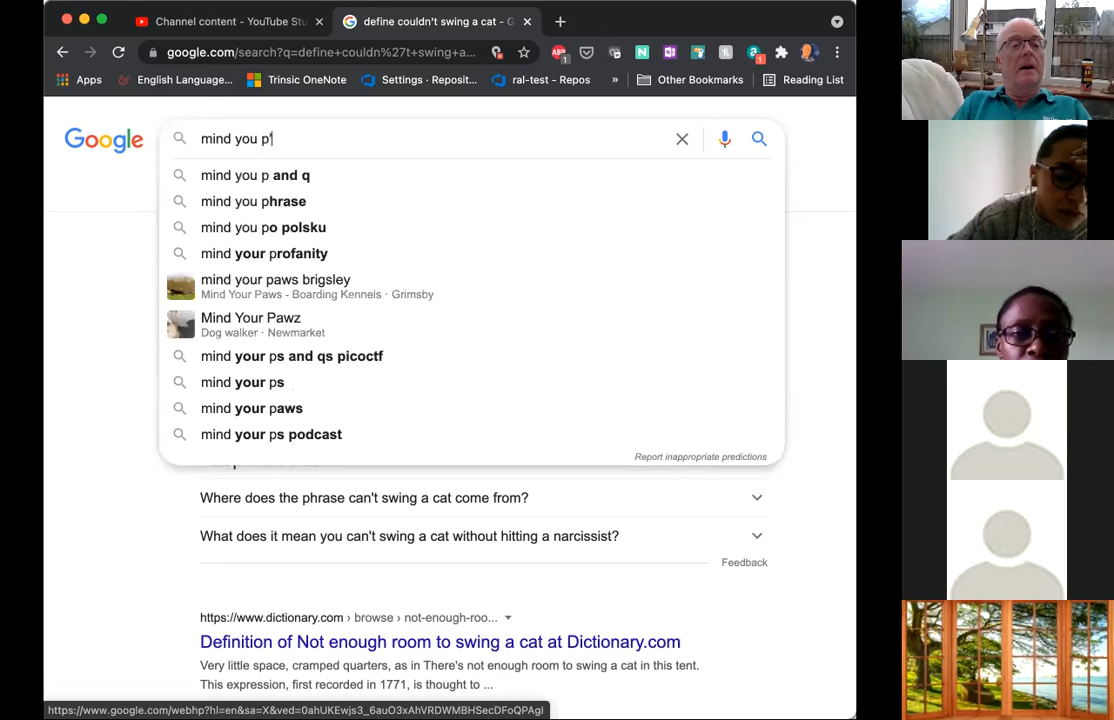 Channel content - YouTube Stu
define couldn't swing a cat - G
google.com/search?q=define+couldn%27t+swing+a...
Apps
English Language...
Trinsic OneNote
Settings · Reposit...
ral-test - Repos
»
Other Bookmarks
Reading List
Google
mind you p'
mind you p and q
mind you phrase
mind you po polsku
mind your profanity
mind your paws brigsley
Mind Your Paws - Boarding Kennels · Grimsby
Mind Your Pawz
Dog walker · Newmarket
mind your ps and qs picoctf
mind your ps
mind your paws
mind your ps podcast
Report inappropriate predictions
Where does the phrase can't swing a cat come from?
What does it mean you can't swing a cat without hitting a narcissist?
Feedback
https://www.dictionary.com › browse › not-enough-roo...
Definition of Not enough room to swing a cat at Dictionary.com
Very little space, cramped quarters, as in There's not enough room to swing a cat in this tent.
This expression, first recorded in 1771, is thought to ...
https://www.google.com/webhp?hl=en&sa=X&ved=0ahUKEwjs3_6auO3xAhVRDWMBHSecDFoQPAgI